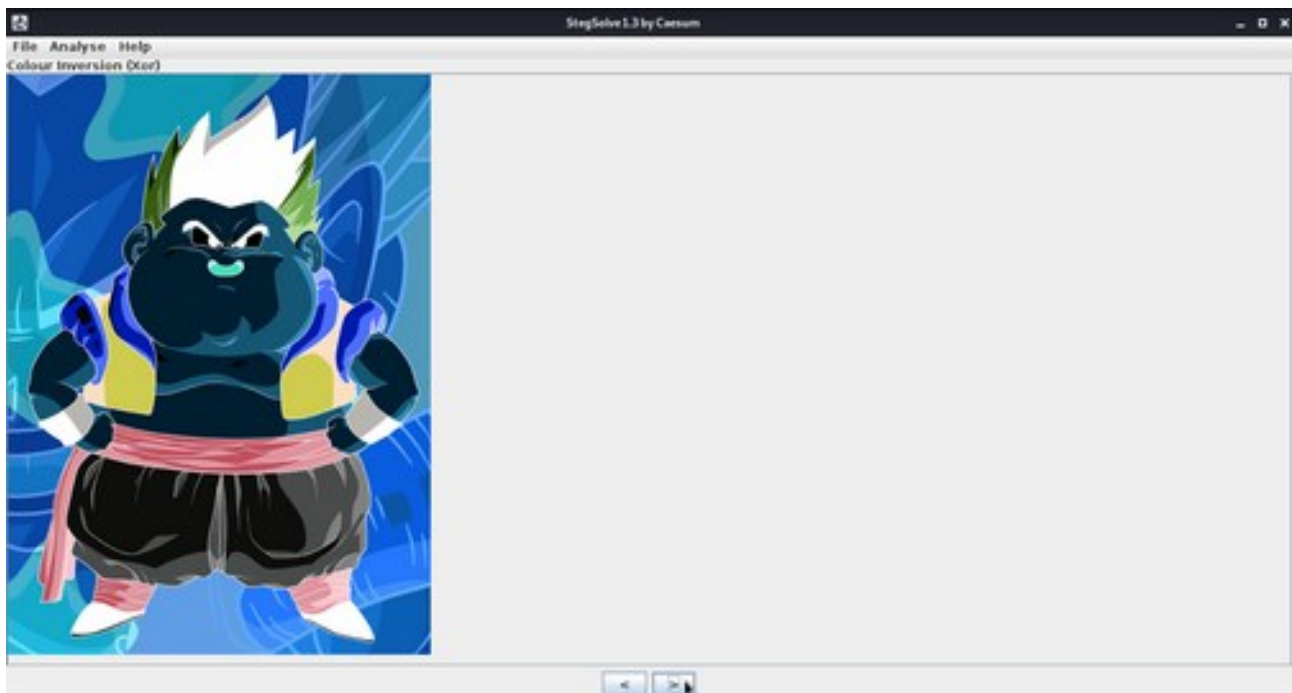 StegSolve 1.3 by Caesum
File Analyse Help
Colour Inversion (Xor)
< >